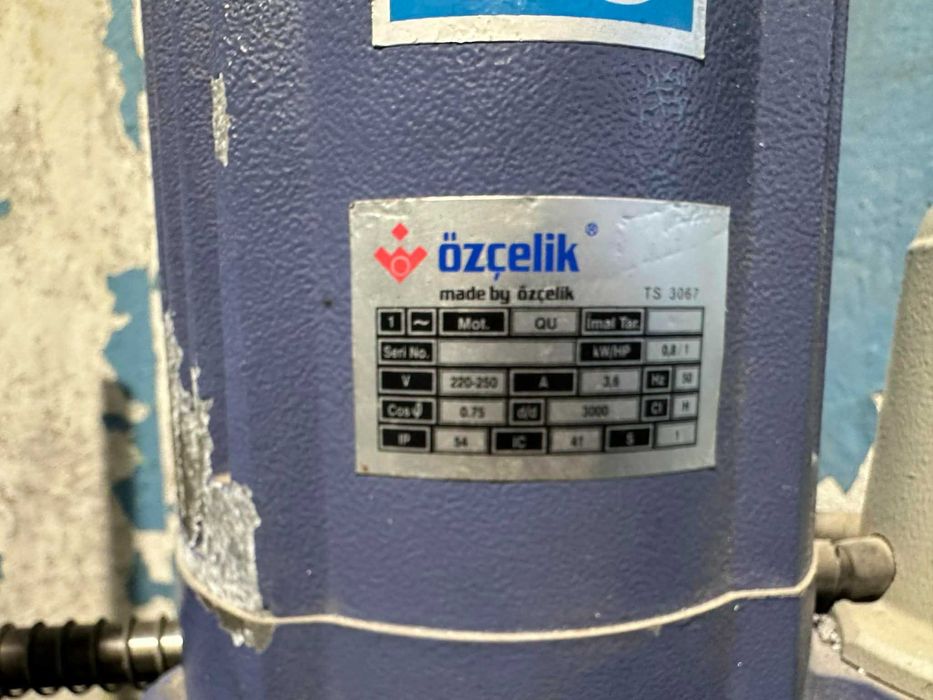 özçelik ®
made by özçelik TS 3067
1 ~ Mot. QU Imal Tar.
Seri No. kW/HP 0,8 / 1
V 220-250 A 3,6 Hz 50
Cos φ 0.75 d/d 3000 Cl H
IP 54 IC 41 S 1